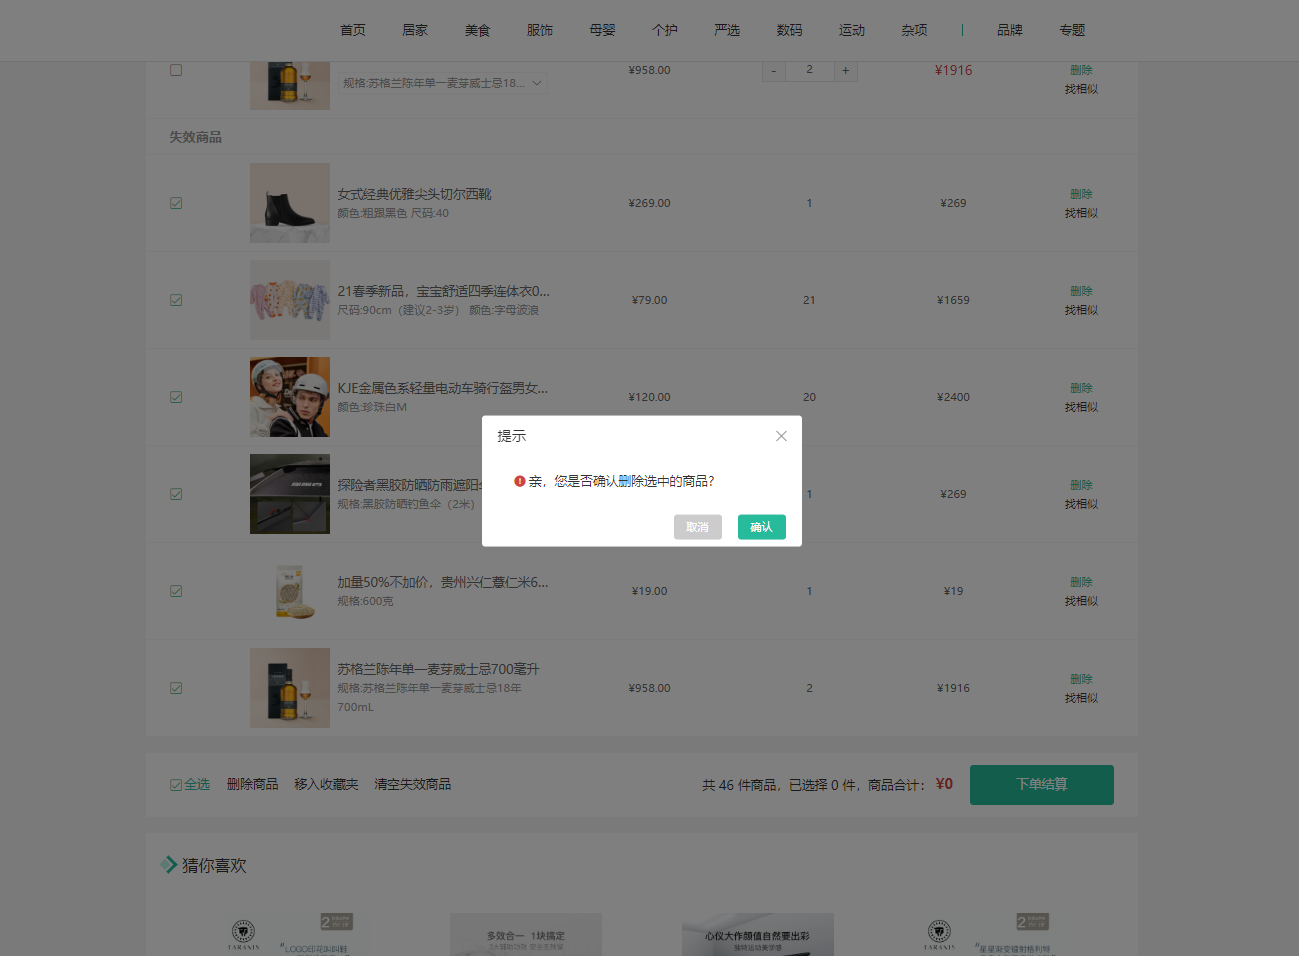 首页 居家 美食 服饰 母婴 个护 严选 数码 运动 杂项 | 品牌 专题
规格:苏格兰陈年单一麦芽威士忌18... ¥958.00 - 2 + ¥1916 删除
找相似
失效商品
女式经典优雅尖头切尔西靴
颜色:粗跟黑色 尺码:40
¥269.00 1 ¥269 删除
找相似
21春季新品，宝宝舒适四季连体衣0...
尺码:90cm（建议2-3岁） 颜色:字母波浪
¥79.00 21 ¥1659 删除
找相似
KJE金属色系轻量电动车骑行盔男女...
颜色:珍珠白M
¥120.00 20 ¥2400 删除
找相似
探险者黑胶防晒防雨遮阳
规格:黑胶防晒钓鱼伞（2米）
1 ¥269 删除
找相似
提示
亲，您是否确认删除选中的商品?
取消 确认
加量50%不加价，贵州兴仁薏仁米6...
规格:600克
¥19.00 1 ¥19 删除
找相似
苏格兰陈年单一麦芽威士忌700毫升
规格:苏格兰陈年单一麦芽威士忌18年
700mL
¥958.00 2 ¥1916 删除
找相似
全选 删除商品 移入收藏夹 清空失效商品 共 46 件商品，已选择 0 件，商品合计： ¥0 下单结算
猜你喜欢
TARANIS
2
多效合一 1块搞定
心仪大作颜值自然要出彩
独特运动美学感
TARANIS
2